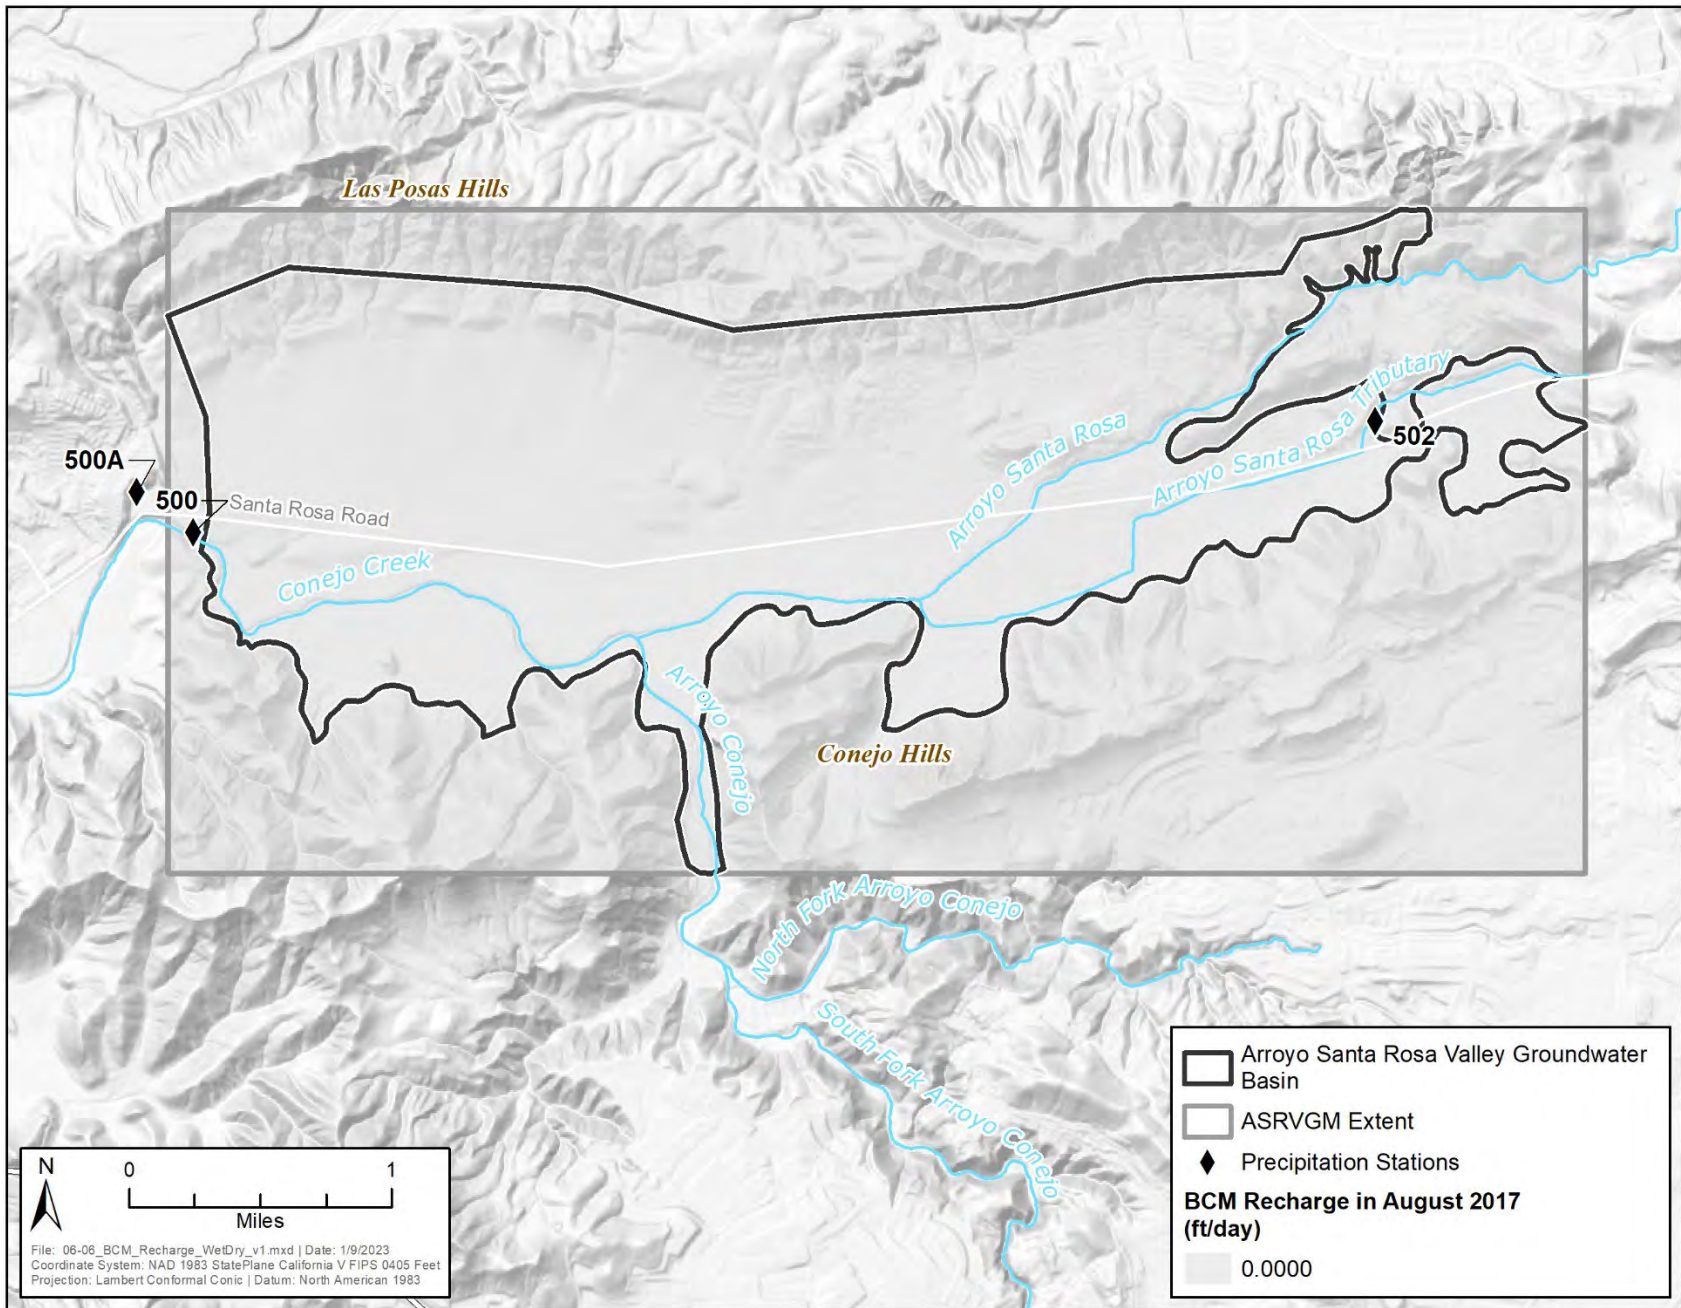 Las Posas Hills
Arroyo Santa Rosa Tributary
Arroyo Santa Rosa
502
500A
500
Santa Rosa Road
Conejo Creek
Arroyo Conejo
Conejo Hills
North Fork Arroyo Conejo
South Fork Arroyo Conejo
N
0 1
Miles
File: 06-06_BCM_Recharge_WetDry_v1.mxd | Date: 1/9/2023
Coordinate System: NAD 1983 StatePlane California V FIPS 0405 Feet
Projection: Lambert Conformal Conic | Datum: North American 1983
Arroyo Santa Rosa Valley Groundwater
Basin
ASRVGM Extent
Precipitation Stations
BCM Recharge in August 2017
(ft/day)
0.0000